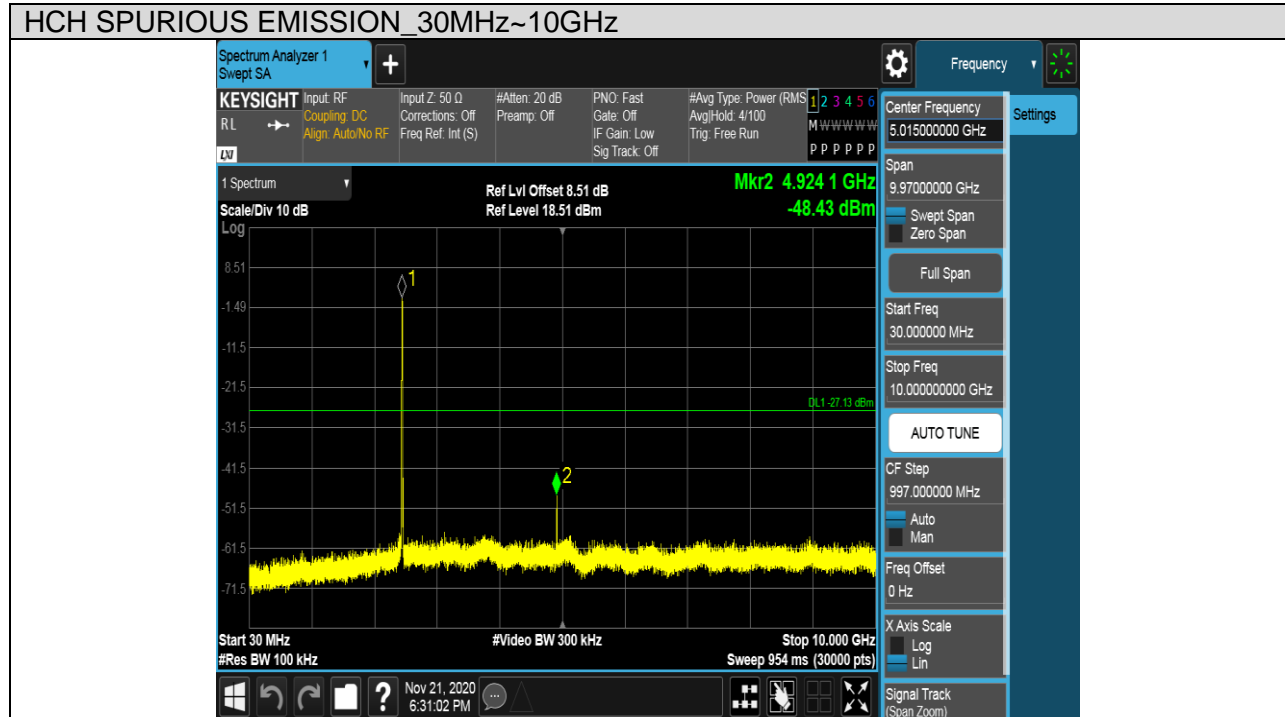 HCH SPURIOUS EMISSION_30MHz~10GHz
Spectrum Analyzer 1
Swept SA
Frequency
KEYSIGHT
RL
LXI
Input: RF
Coupling: DC
Align: Auto/No RF
Input Z: 50 Ω
Corrections: Off
Freq Ref: Int (S)
#Atten: 20 dB
Preamp: Off
PNO: Fast
Gate: Off
IF Gain: Low
Sig Track: Off
#Avg Type: Power (RMS
Avg|Hold: 4/100
Trig: Free Run
1 2 3 4 5 6
M W W W W W
P P P P P P
1 Spectrum
Scale/Div 10 dB
Ref Lvl Offset 8.51 dB
Ref Level 18.51 dBm
Mkr2 4.924 1 GHz
-48.43 dBm
Log
8.51
-1.49
-11.5
-21.5
-31.5
-41.5
-51.5
-61.5
-71.5
1
2
DL1 -27.13 dBm
Start 30 MHz
#Res BW 100 kHz
#Video BW 300 kHz
Stop 10.000 GHz
Sweep 954 ms (30000 pts)
Center Frequency
5.015000000 GHz
Settings
Span
9.97000000 GHz
Swept Span
Zero Span
Full Span
Start Freq
30.000000 MHz
Stop Freq
10.000000000 GHz
AUTO TUNE
CF Step
997.000000 MHz
Auto
Man
Freq Offset
0 Hz
X Axis Scale
Log
Lin
Signal Track
(Span Zoom)
?
Nov 21, 2020
6:31:02 PM